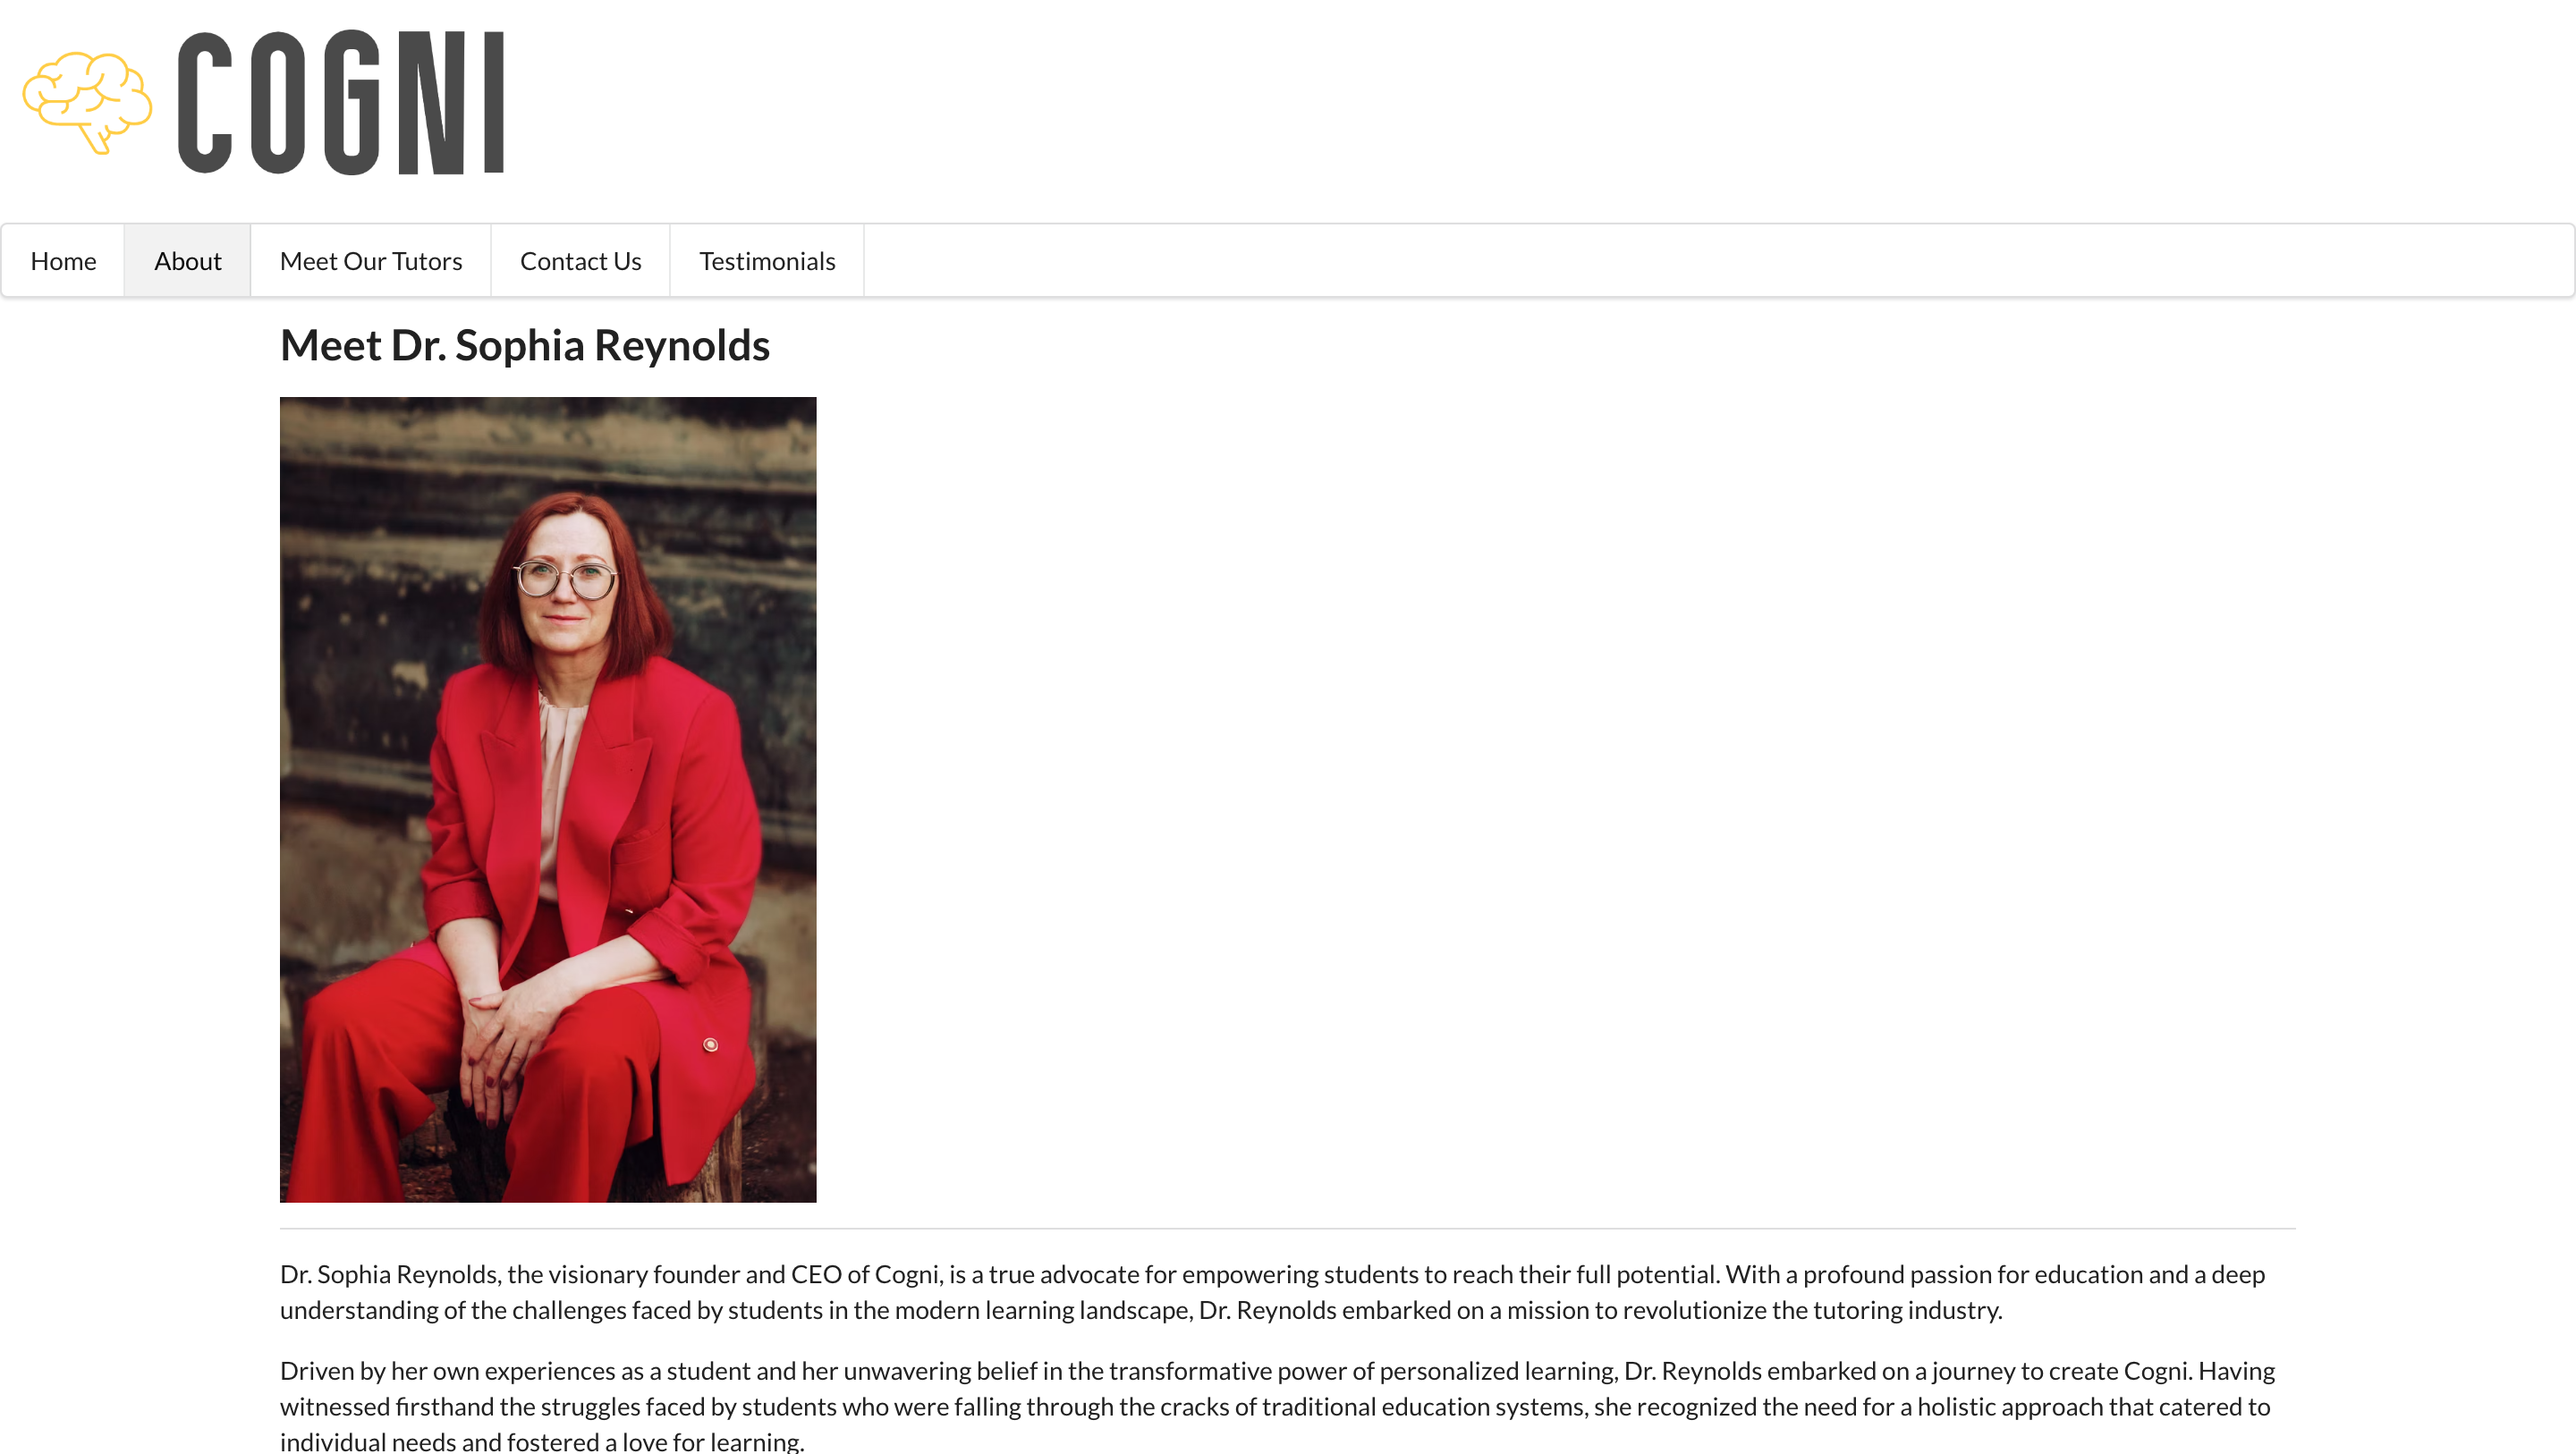 COGNI
Home
About
Meet Our Tutors
Contact Us
Testimonials
Meet Dr. Sophia Reynolds
Dr. Sophia Reynolds, the visionary founder and CEO of Cogni, is a true advocate for empowering students to reach their full potential. With a profound passion for education and a deep
understanding of the challenges faced by students in the modern learning landscape, Dr. Reynolds embarked on a mission to revolutionize the tutoring industry.
Driven by her own experiences as a student and her unwavering belief in the transformative power of personalized learning, Dr. Reynolds embarked on a journey to create Cogni. Having
witnessed firsthand the struggles faced by students who were falling through the cracks of traditional education systems, she recognized the need for a holistic approach that catered to
individual needs and fostered a love for learning.